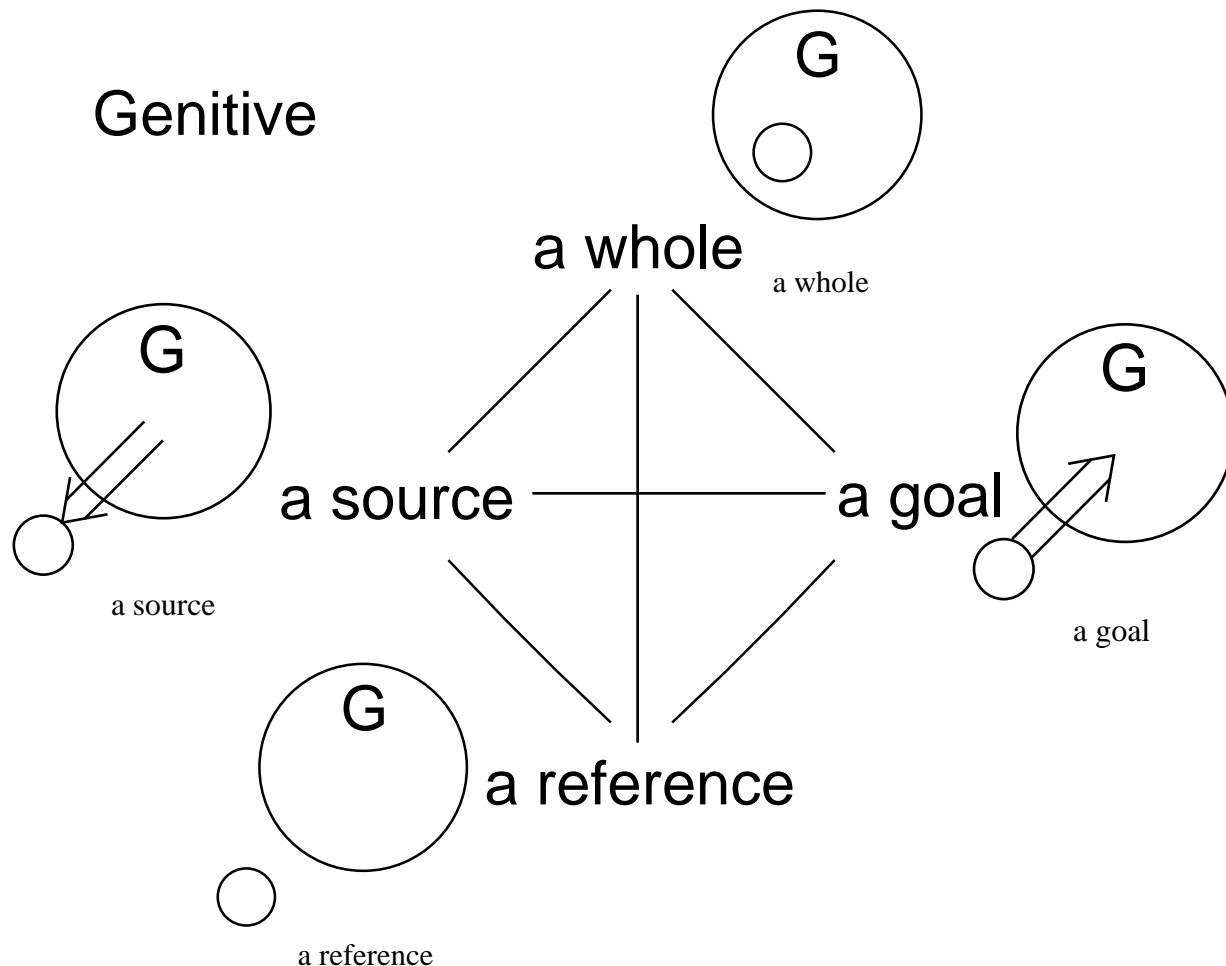 G
Genitive
a whole
a whole
G
G
a source
a goal
a source
a goal
G
a reference
a reference